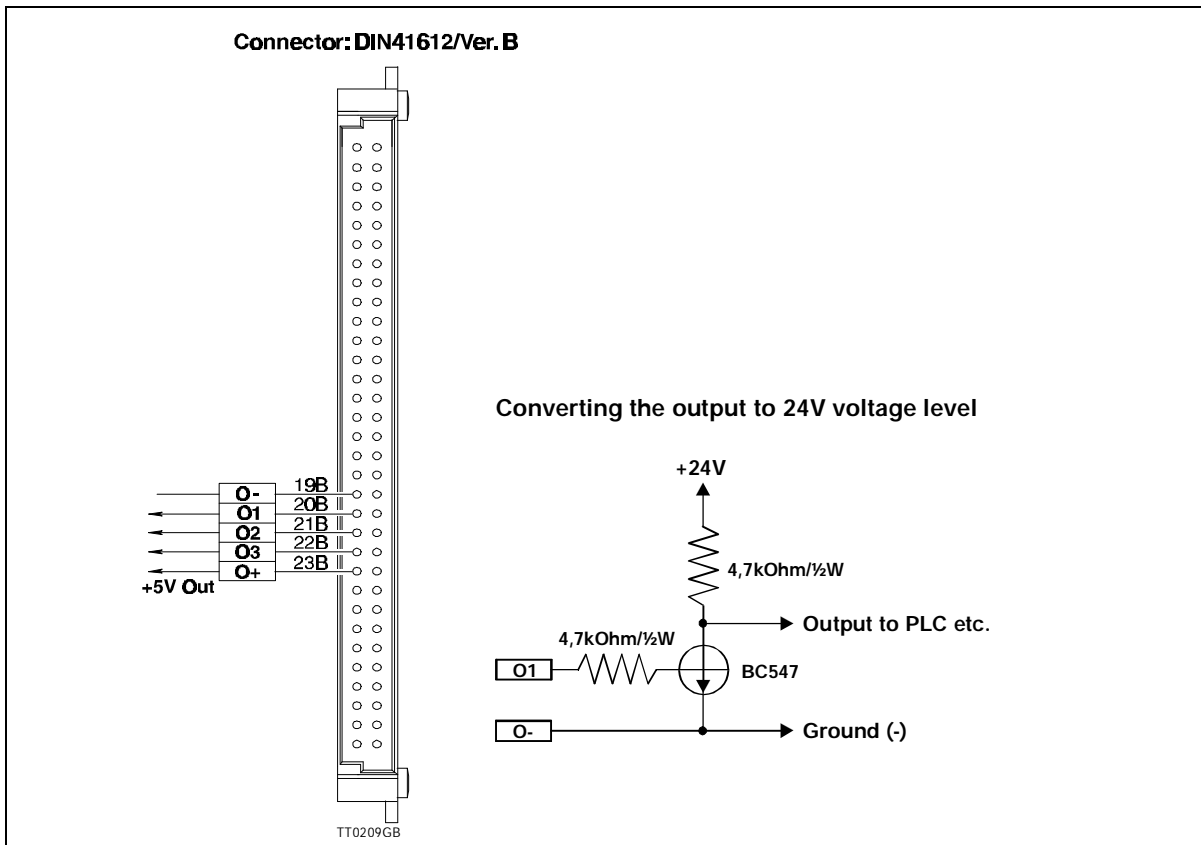 Connector: DIN41612/Ver. B
O- 19B
O1 20B
O2 21B
O3 22B
O+ 23B
+5V Out
TT0209GB
Converting the output to 24V voltage level
+24V
4,7kOhm/½W
Output to PLC etc.
4,7kOhm/½W
O1
BC547
O-
Ground (-)